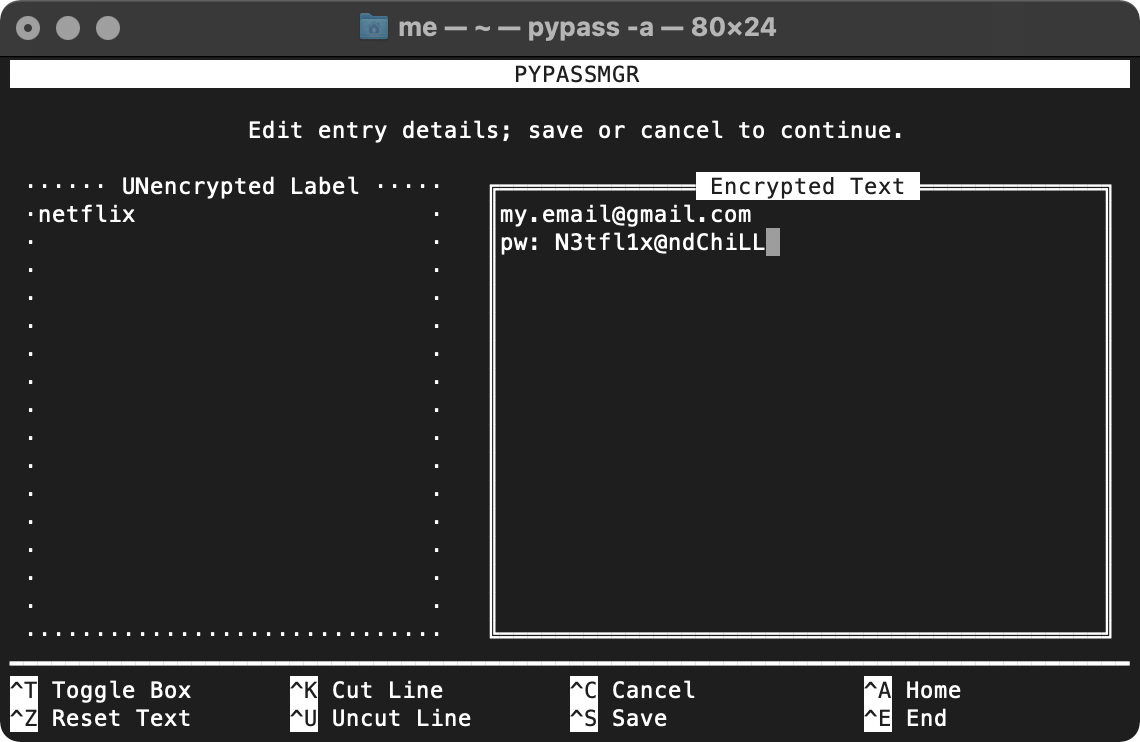 me — ~ — pypass -a — 80×24
PYPASSMGR
Edit entry details; save or cancel to continue.
UNencrypted Label
netflix
Encrypted Text
my.email@gmail.com
pw: N3tfl1x@ndChiLL
^T Toggle Box ^K Cut Line ^C Cancel ^A Home
^Z Reset Text ^U Uncut Line ^S Save ^E End